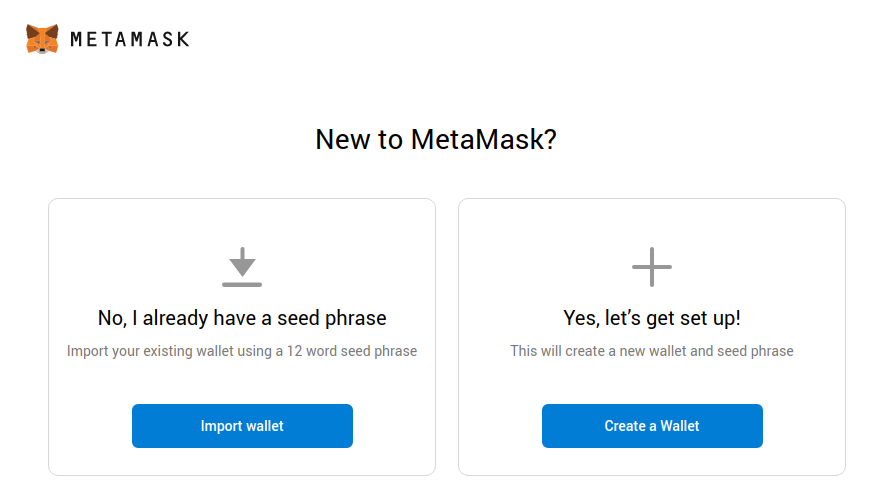 METAMASK
New to MetaMask?
No, I already have a seed phrase
Import your existing wallet using a 12 word seed phrase
Import wallet
Yes, let’s get set up!
This will create a new wallet and seed phrase
Create a Wallet